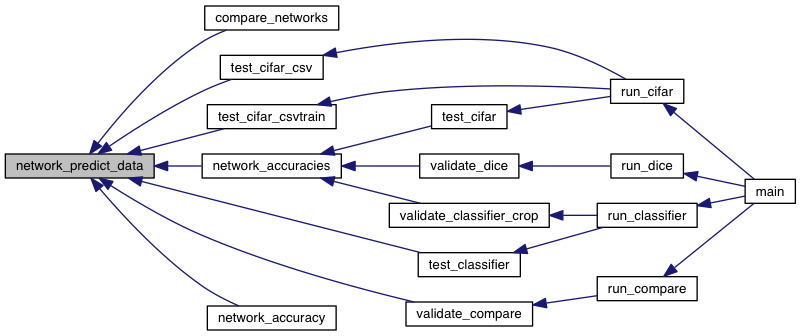 compare_networks
test_cifar_csv
run_cifar
test_cifar_csvtrain
test_cifar
network_predict_data
network_accuracies
validate_dice
run_dice
main
validate_classifier_crop
run_classifier
test_classifier
run_compare
network_accuracy
validate_compare